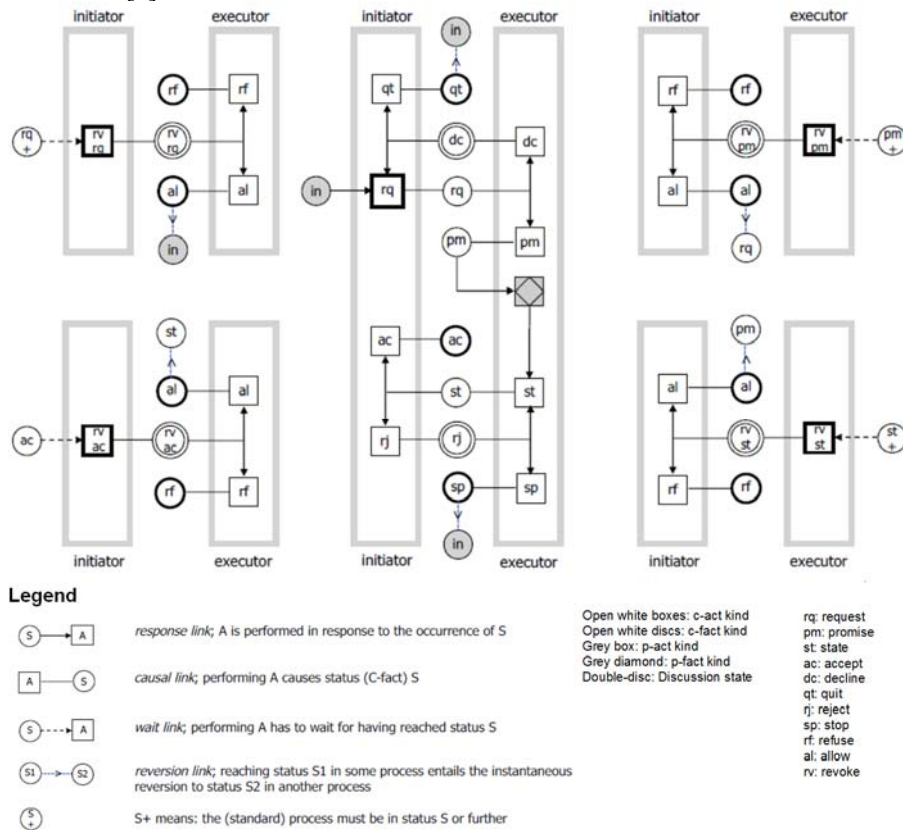 initiator executor initiator executor initiator executor
in
rf rf qt qt rf rf
rq + rv rq rv rq dc dc rv pm rv pm pm +
al al in rq rq al al
in pm pm rq
st ac ac pm
al al st st al al
ac rv ac rv ac rj rj rv st rv st st +
rf rf sp sp rf rf
in
initiator executor initiator executor initiator executor
Legend
S A response link; A is performed in response to the occurrence of S
A S causal link; performing A causes status (C-fact) S
S A wait link; performing A has to wait for having reached status S
S1 S2 reversion link; reaching status S1 in some process entails the instantaneous
reversion to status S2 in another process
S + S+ means: the (standard) process must be in status S or further
Open white boxes: c-act kind
Open white discs: c-fact kind
Grey box: p-act kind
Grey diamond: p-fact kind
Double-disc: Discussion state
rq: request
pm: promise
st: state
ac: accept
dc: decline
qt: quit
rj: reject
sp: stop
rf: refuse
al: allow
rv: revoke